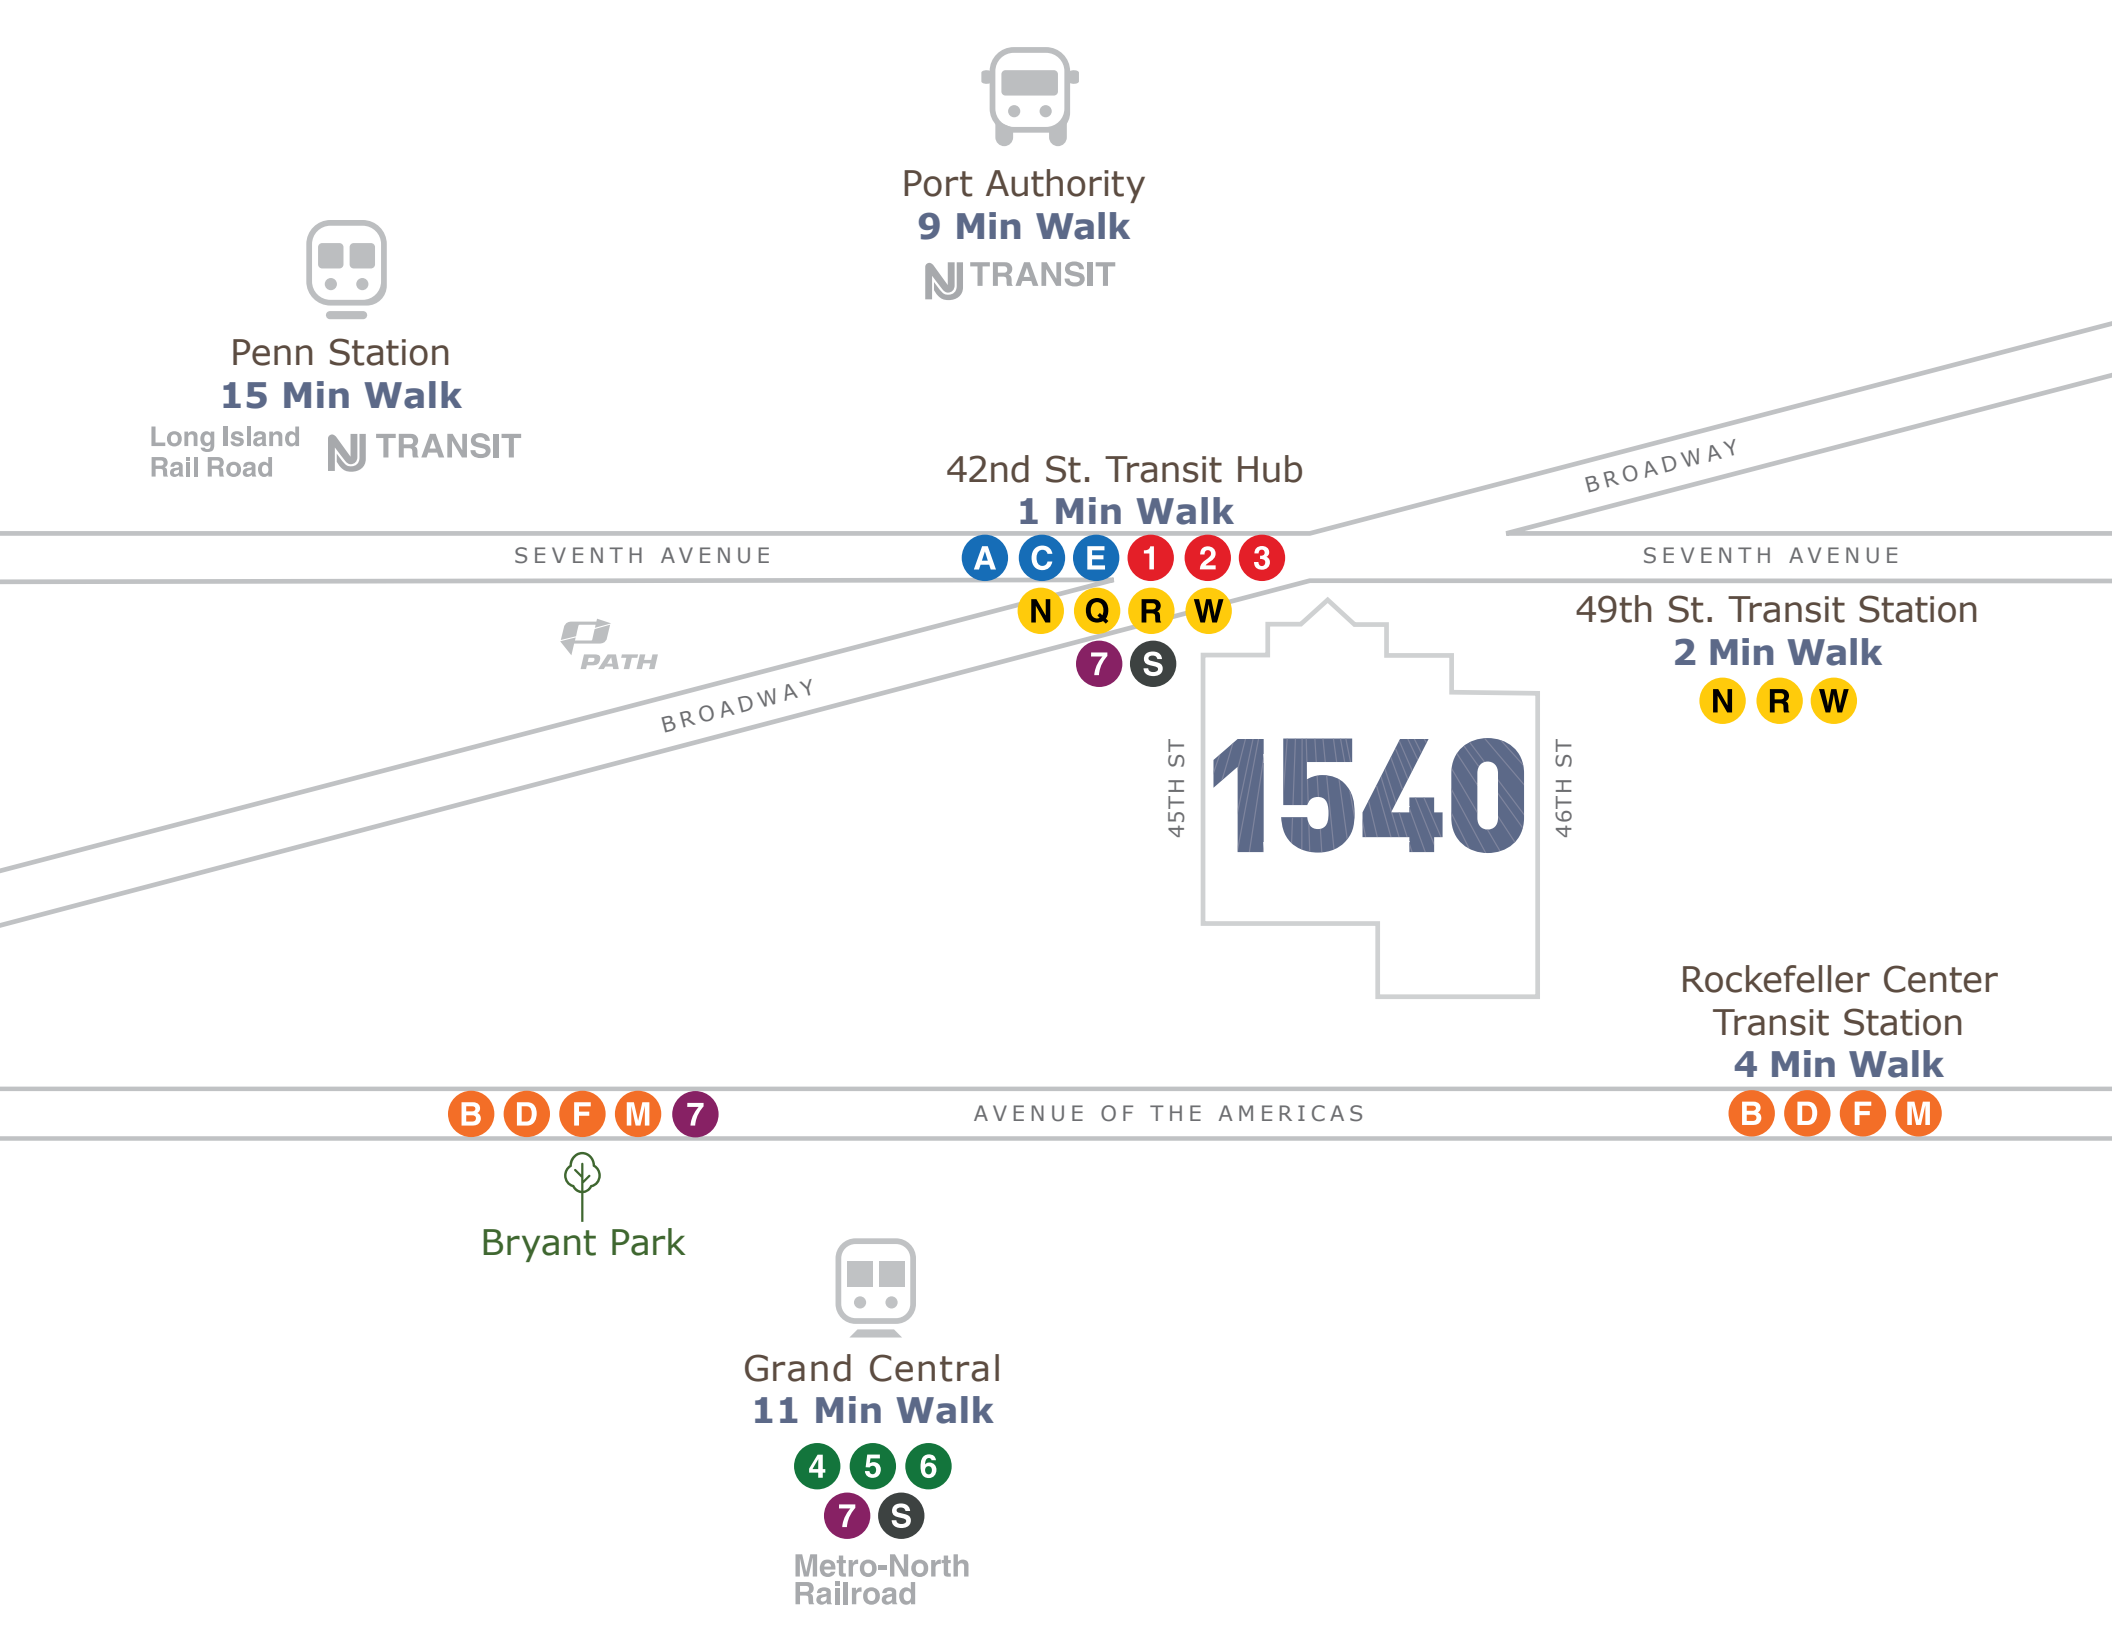 Port Authority
9 Min Walk
NJ TRANSIT
Penn Station
15 Min Walk
Long Island
Rail Road
NJ TRANSIT
BROADWAY
42nd St. Transit Hub
1 Min Walk
SEVENTH AVENUE
A C E 1 2 3
SEVENTH AVENUE
N Q R W
7 S
PATH
BROADWAY
49th St. Transit Station
2 Min Walk
N R W
45TH ST
1540
46TH ST
Rockefeller Center
Transit Station
4 Min Walk
B D F M 7
AVENUE OF THE AMERICAS
B D F M
Bryant Park
Grand Central
11 Min Walk
4 5 6
7 S
Metro-North
Railroad